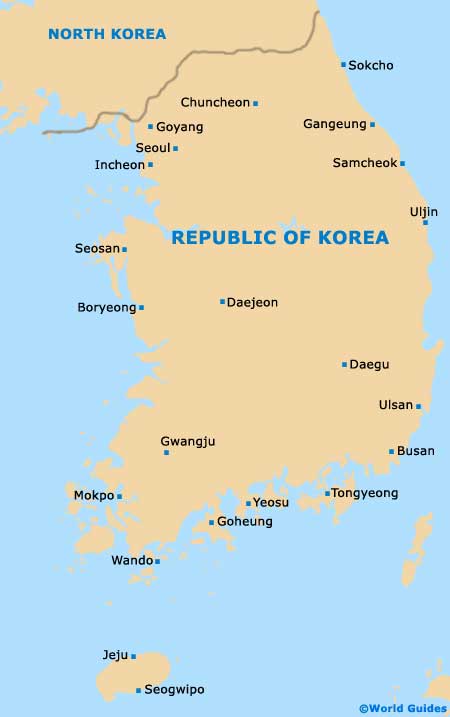 NORTH KOREA
Sokcho
Chuncheon
Goyang
Gangeung
Seoul
Incheon
Samcheok
Uljin
REPUBLIC OF KOREA
Seosan
Daejeon
Boryeong
Daegu
Ulsan
Gwangju
Busan
Mokpo
Tongyeong
Yeosu
Goheung
Wando
Jeju
Seogwipo
©World Guides